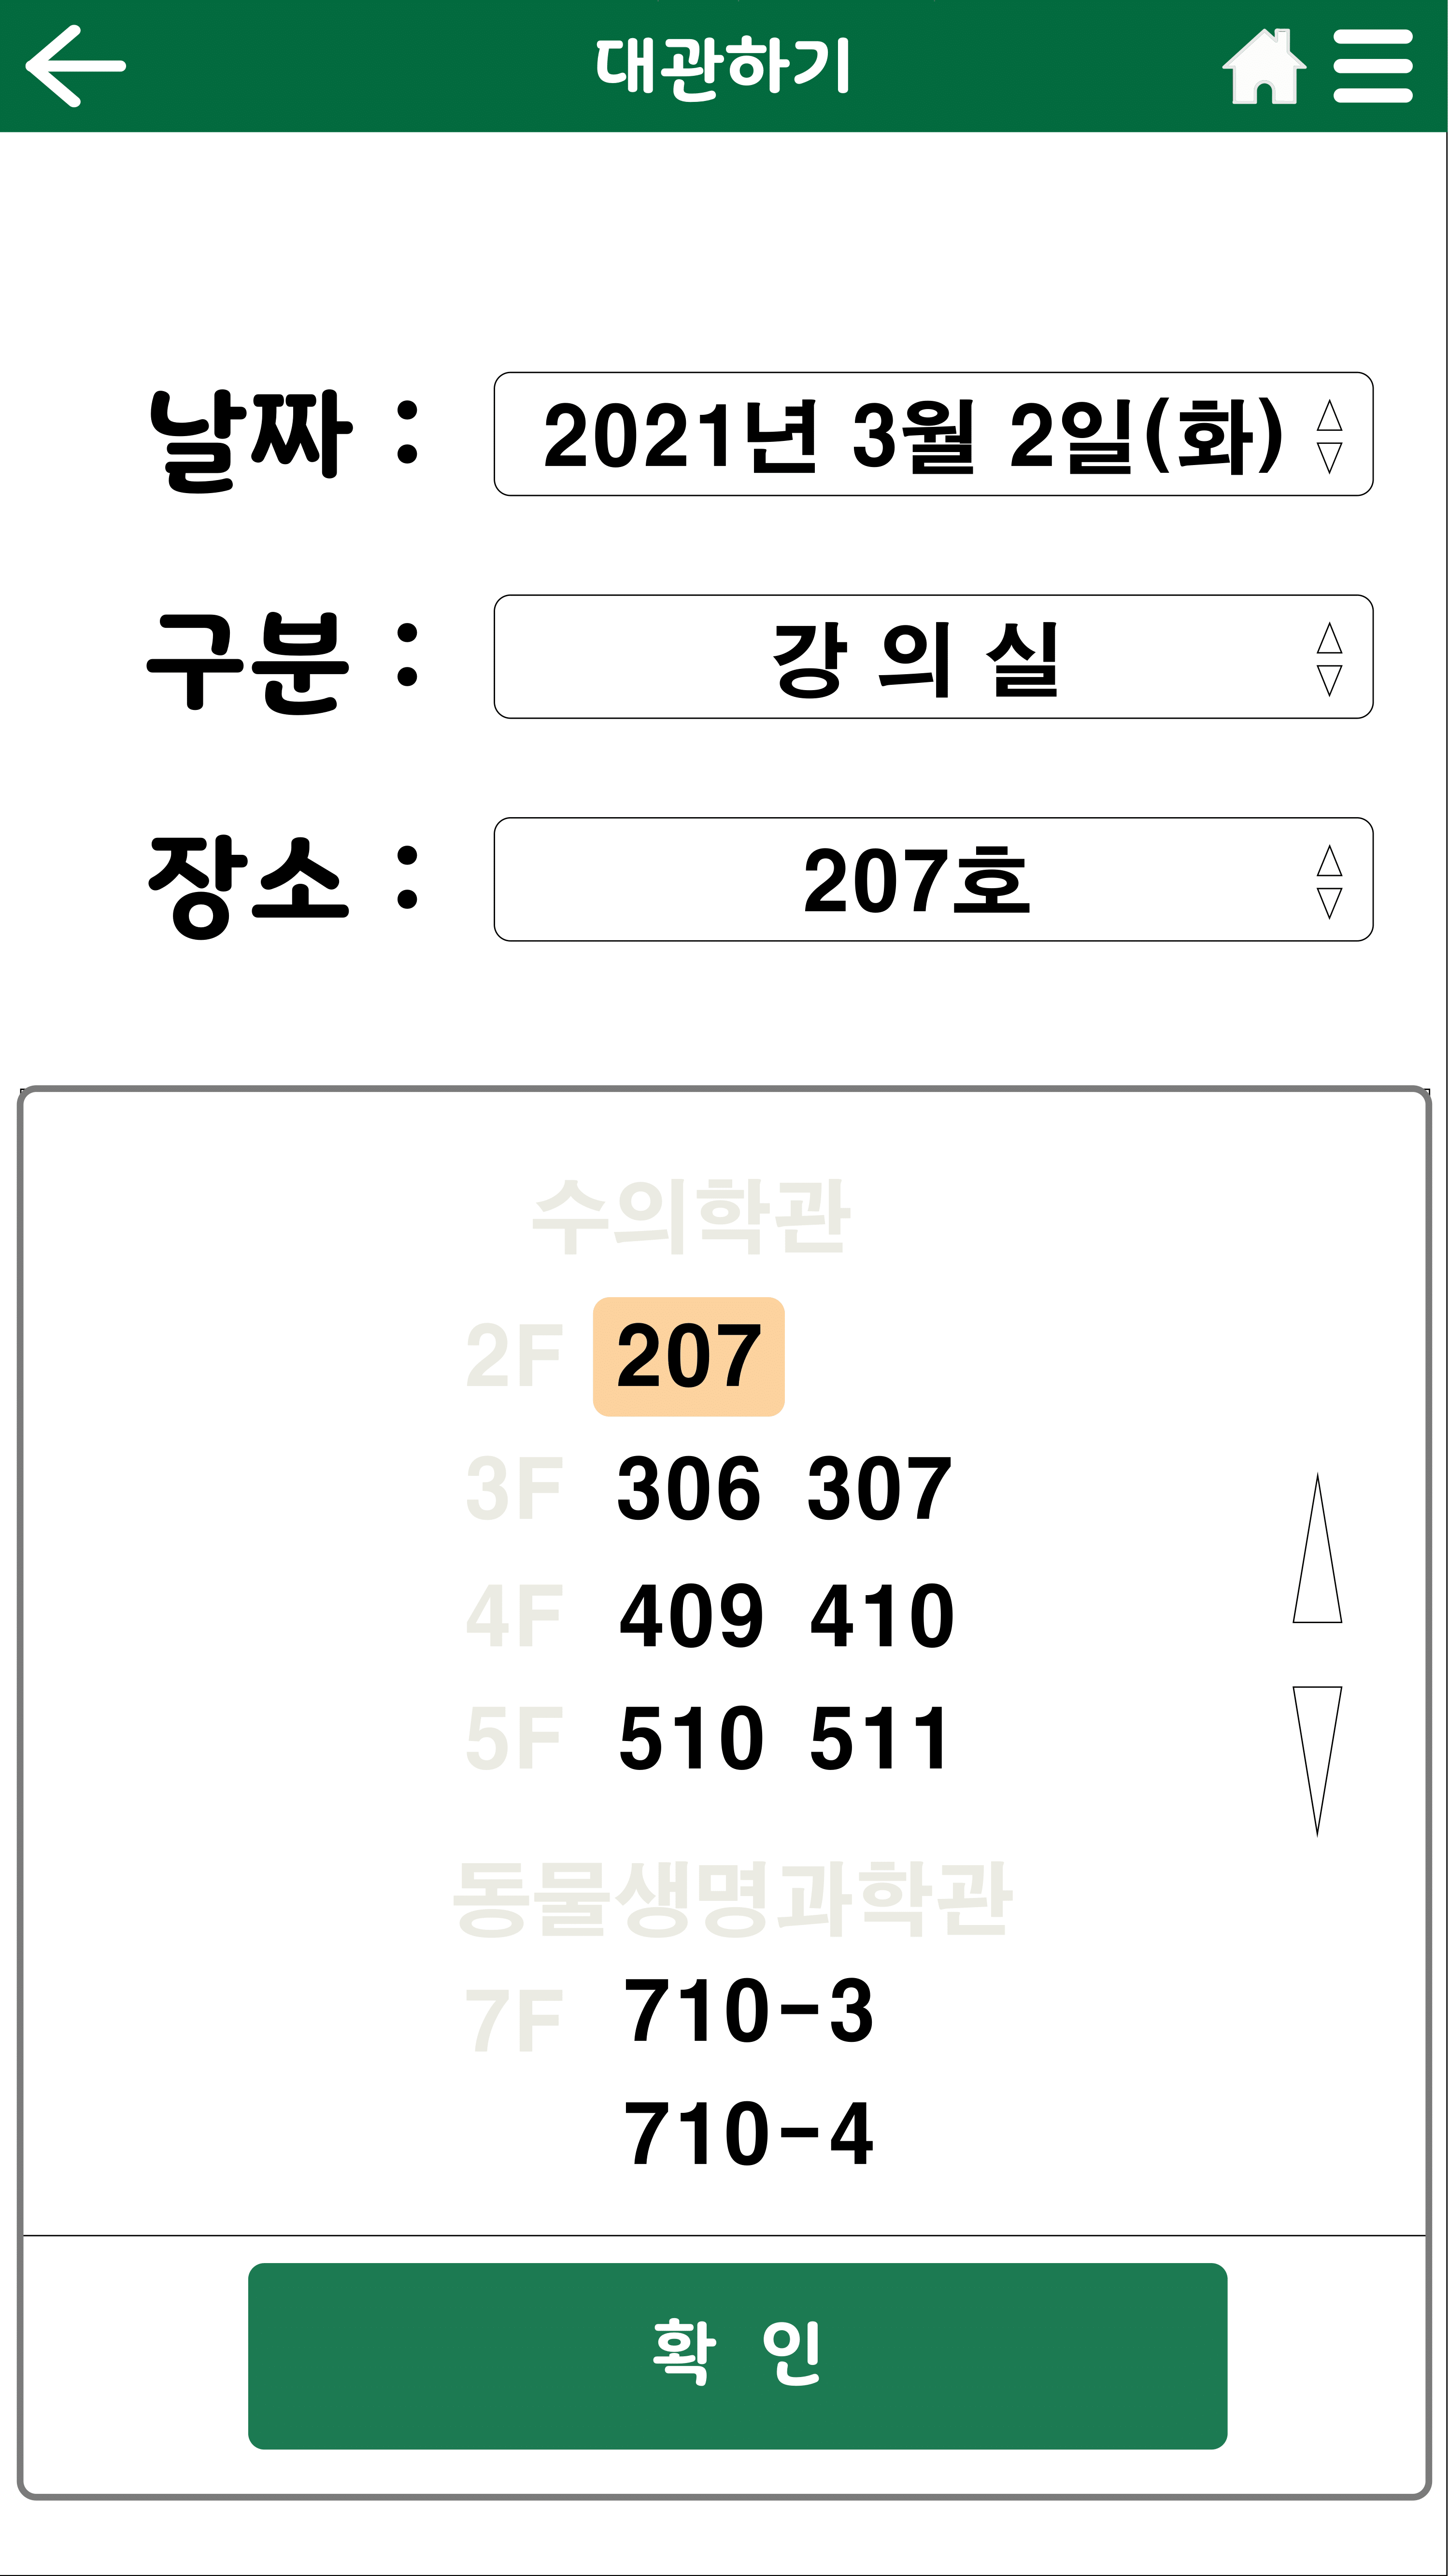 대관하기
날짜 : 2021년 3월 2일(화)
구분 : 강 의 실
장소 : 207호
수의학관
2F 207
3F 306 307
4F 409 410
5F 510 511
동물생명과학관
7F 710-3
710-4
확 인